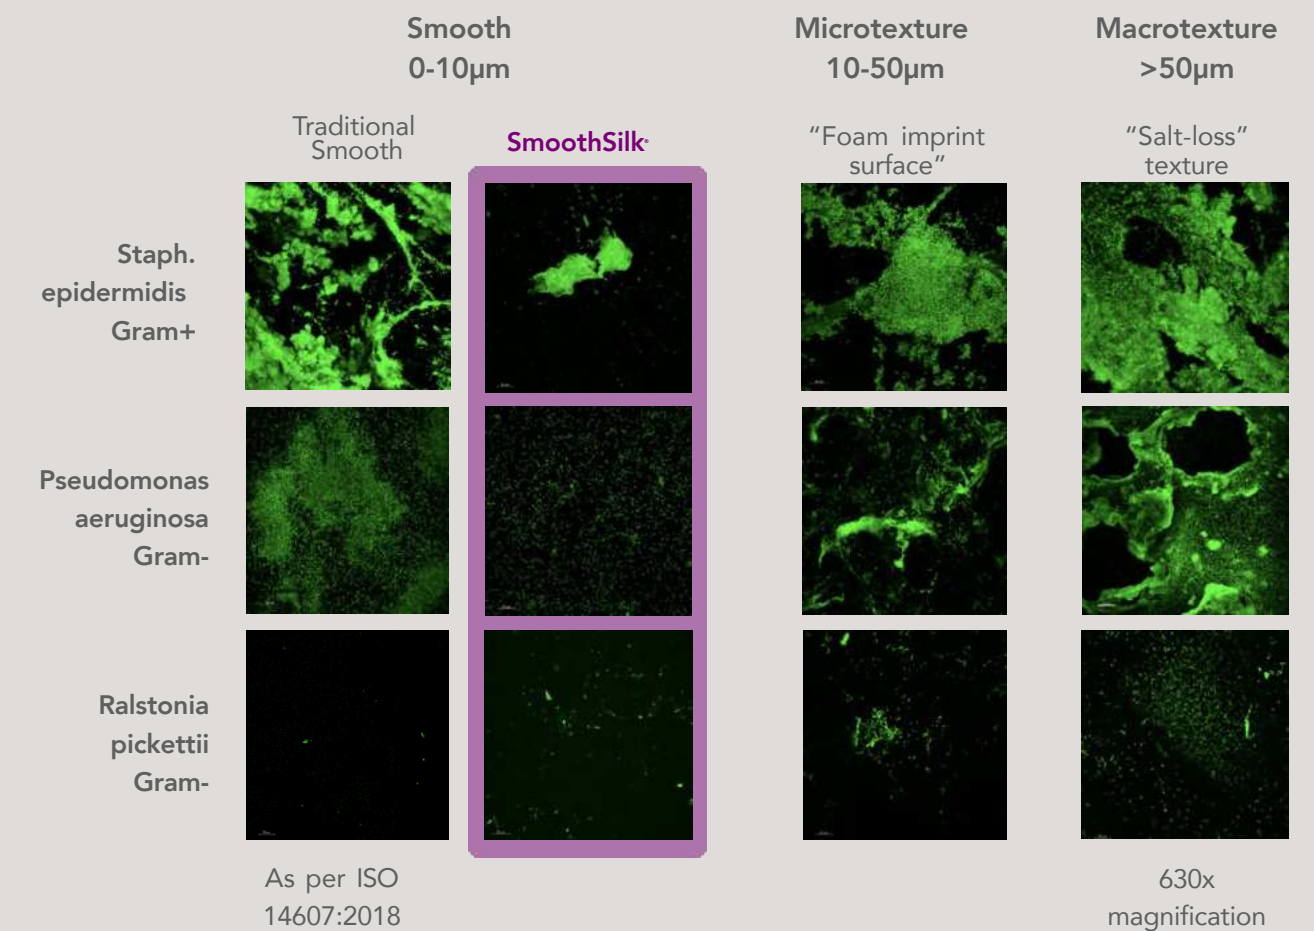 Smooth
0-10µm
Microtexture
10-50µm
Macrotexture
>50µm
Traditional
Smooth
SmoothSilk®
“Foam imprint
surface”
“Salt-loss”
texture
Staph.
epidermidis
Gram+
Pseudomonas
aeruginosa
Gram-
Ralstonia
pickettii
Gram-
As per ISO
14607:2018
630x
magnification